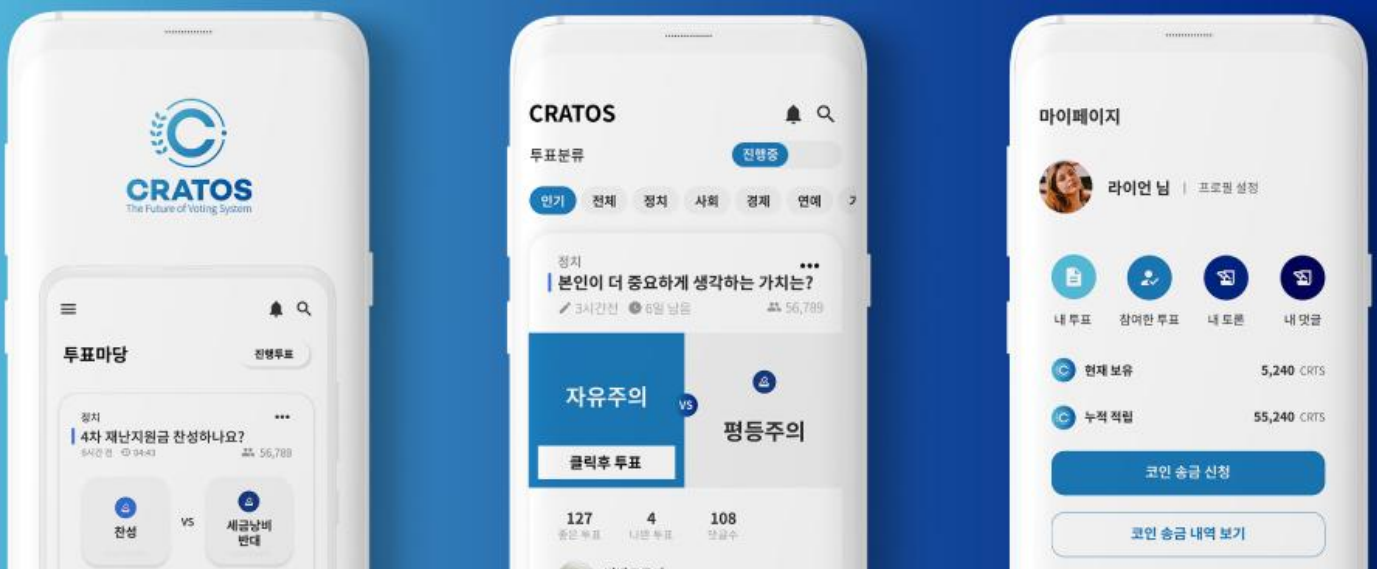 CRATOS
The Future of Voting System
투표마당
진행투표
정치
4차 재난지원금 찬성하나요?
6시간 전 04:43 56,789
찬성
VS
세금낭비
반대
CRATOS
투표분류
진행중
인기 전체 정치 사회 경제 연예
정치
본인이 더 중요하게 생각하는 가치는?
3시간전 6일 남음 56,789
자유주의
VS
평등주의
클릭후 투표
127 4 108
좋은 투표 나쁜 투표 댓글수
마이페이지
라이언 님 | 프로필 설정
내 투표 참여한 투표 내 토론 내 댓글
현재 보유 5,240 CRTS
누적 적립 55,240 CRTS
코인 송금 신청
코인 송금 내역 보기